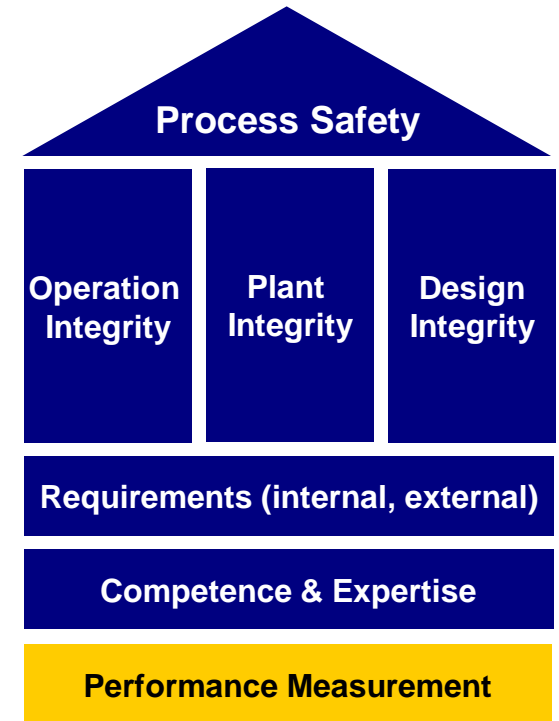 Process Safety
Operation
Integrity
Plant
Integrity
Design
Integrity
Requirements (internal, external)
Competence & Expertise
Performance Measurement